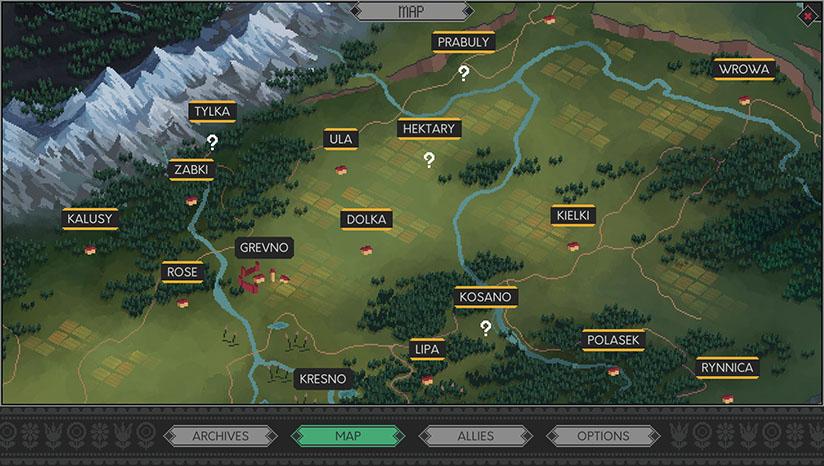 MAP
PRABULY
?
WROWA
TYLKA
?
ULA
HEKTARY
?
ZABKI
KALUSY
DOLKA
KIELKI
GREVNO
ROSE
KOSANO
?
LIPA
POLASEK
KRESNO
RYNNICA
ARCHIVES
MAP
ALLIES
OPTIONS